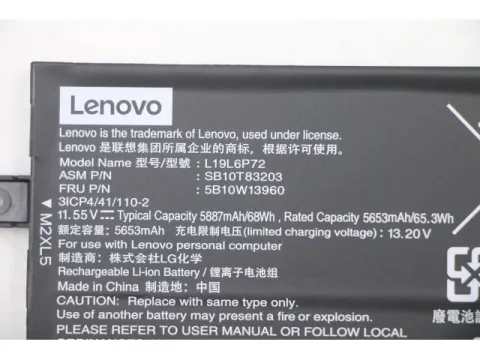 Lenovo
Lenovo is the trademark of Lenovo, used under license.
Lenovo 是联想集团所属企业的商标，根据许可使用。
Model Name 型号/型號 : L19L6P72
ASM P/N : SB10T83203
FRU P/N : 5B10W13960
3ICP4/41/110-2
11.55V⎓ Typical Capacity 5887mAh/68Wh , Rated Capacity 5653mAh/65.3Wh
额定容量: 5653mAh 充电限制电压(limited charging voltage): ⎓ 13.20V
For use with Lenovo personal computer
制造商: 株式会社LG化学
Rechargeable Li-ion Battery / 锂离子电池组
Made in China 制造地: 中国
CAUTION: Replace with same type only.
Use of another battery may present a fire or explosion.
PLEASE REFER TO USER MANUAL OR FOLLOW LOCAL
M2XL5
廢電池